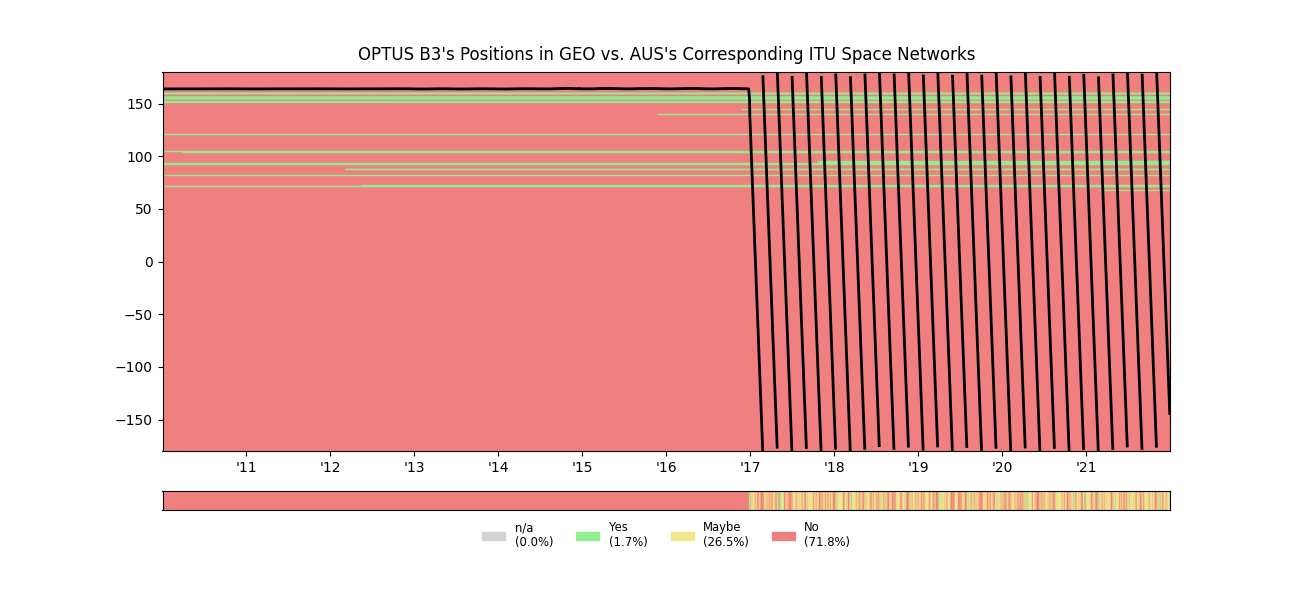 OPTUS B3's Positions in GEO vs. AUS's Corresponding ITU Space Networks
150
100
50
0
−50
−100
−150
'11 '12 '13 '14 '15 '16 '17 '18 '19 '20 '21
n/a Yes Maybe No
(0.0%) (1.7%) (26.5%) (71.8%)